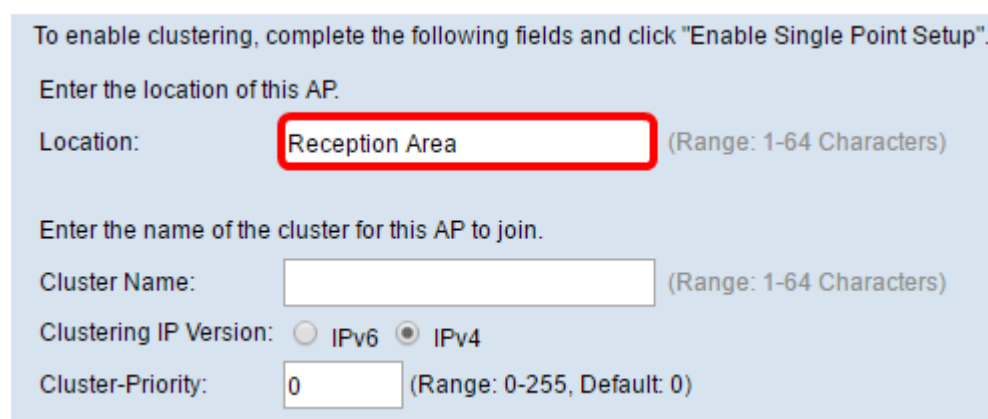 To enable clustering, complete the following fields and click "Enable Single Point Setup".
Enter the location of this AP.
Location: Reception Area (Range: 1-64 Characters)
Enter the name of the cluster for this AP to join.
Cluster Name: (Range: 1-64 Characters)
Clustering IP Version: IPv6 IPv4
Cluster-Priority: 0 (Range: 0-255, Default: 0)